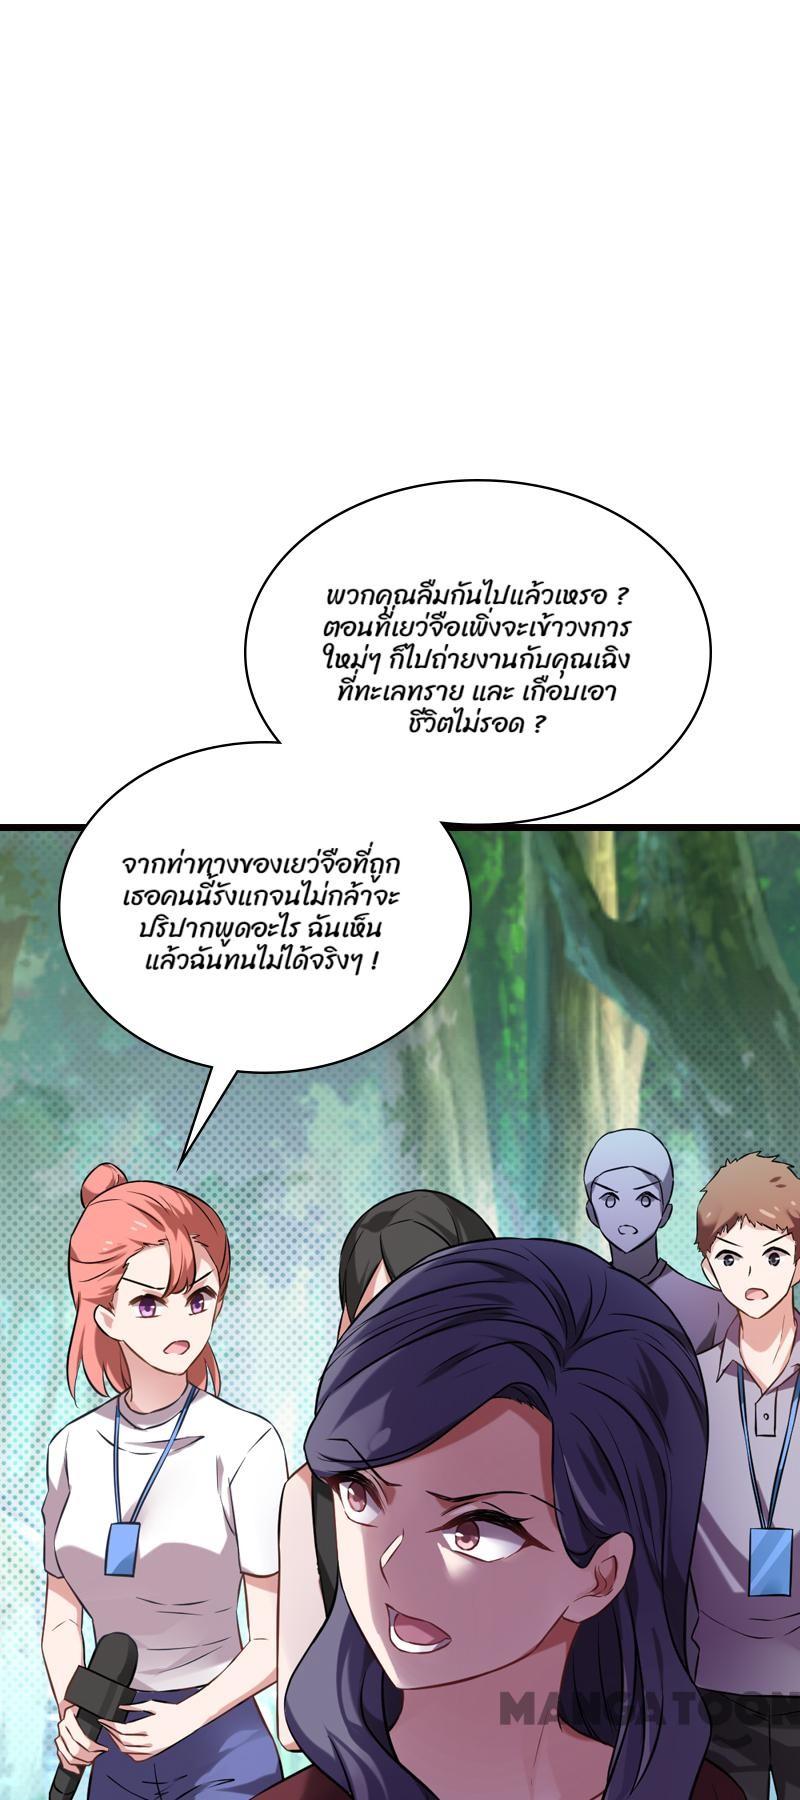 พวกคุณลืมกันไปแล้วเหรอ ?
ตอนที่เยว่จือเพิ่งจะเข้าวงการ
ใหม่ๆ ก็ไปถ่ายงานกับคุณเฉิง
ที่ทะเลทราย และ เกือบเอา
ชีวิตไม่รอด ?
จากท่าทางของเยว่จือที่ถูก
เธอคนนี้รังแกจนไม่กล้าจะ
ปริปากพูดอะไร ฉันเห็น
แล้วฉันทนไม่ได้จริงๆ !
MANGATOON